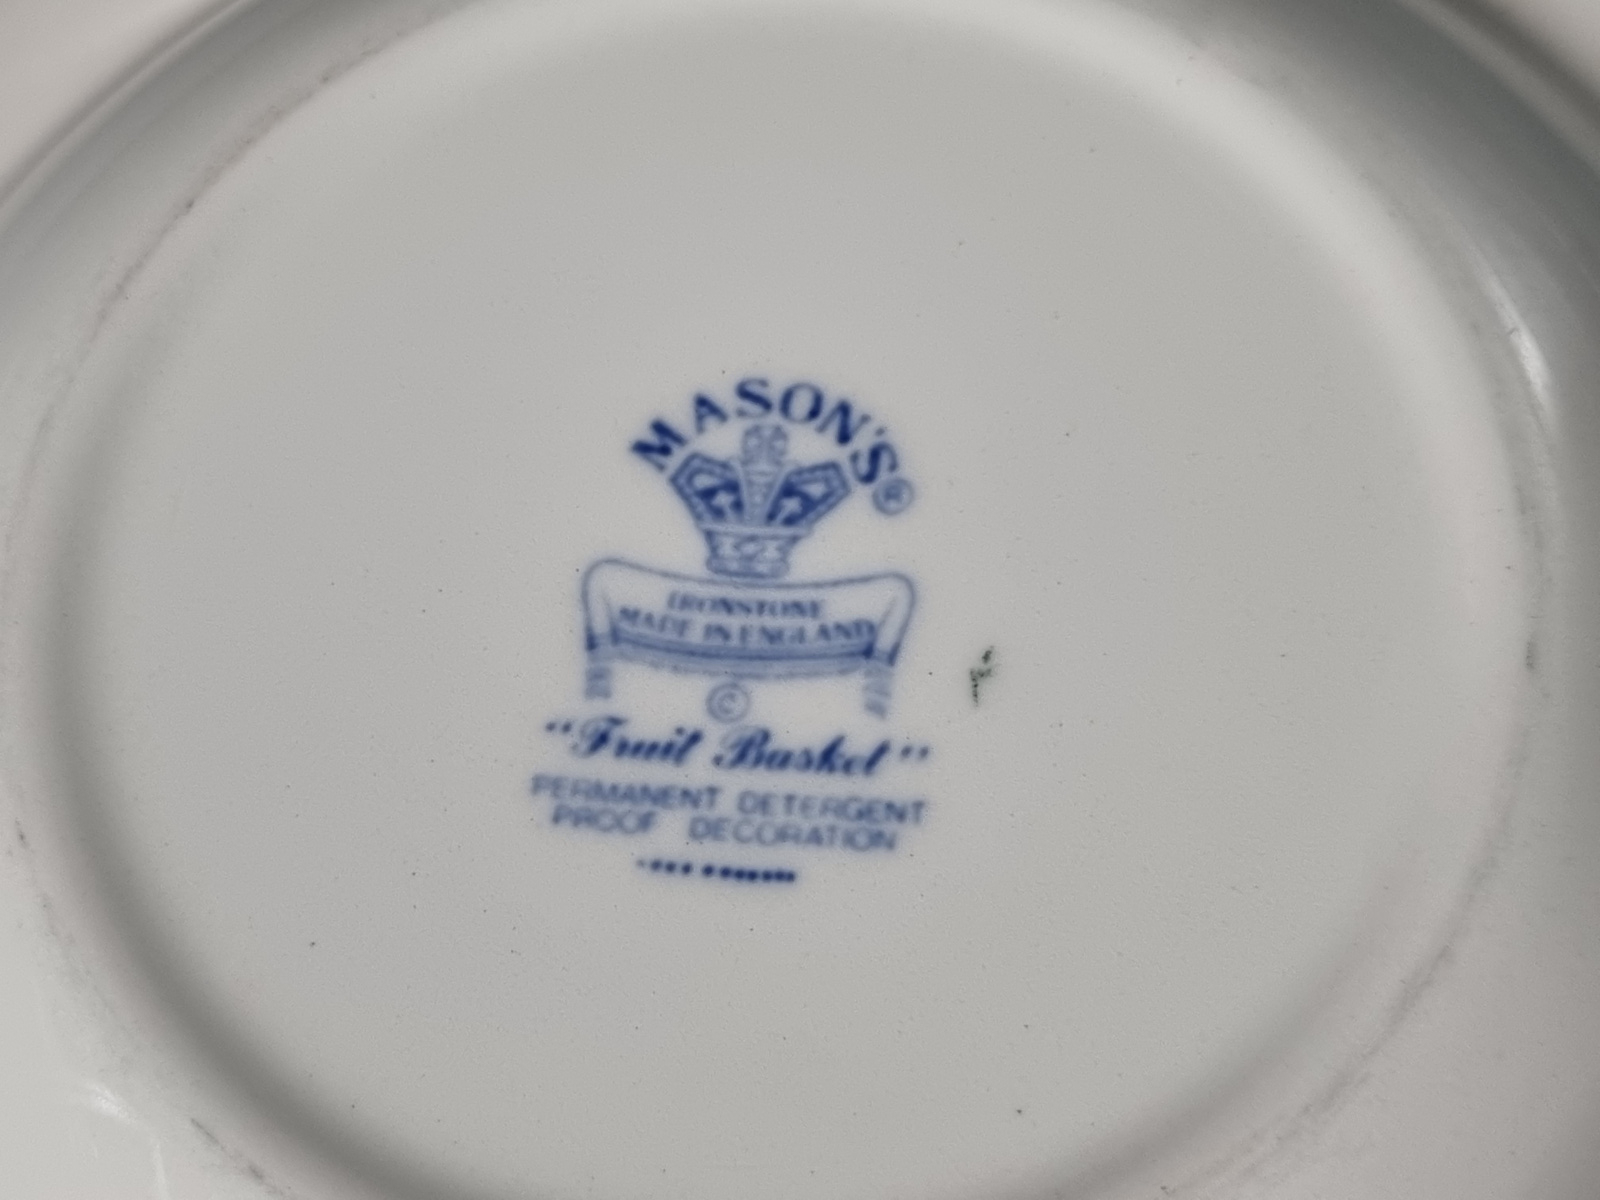 MASON'S®
IRONSTONE
MADE IN ENGLAND
©
"Fruit Basket"
PERMANENT DETERGENT
PROOF DECORATION